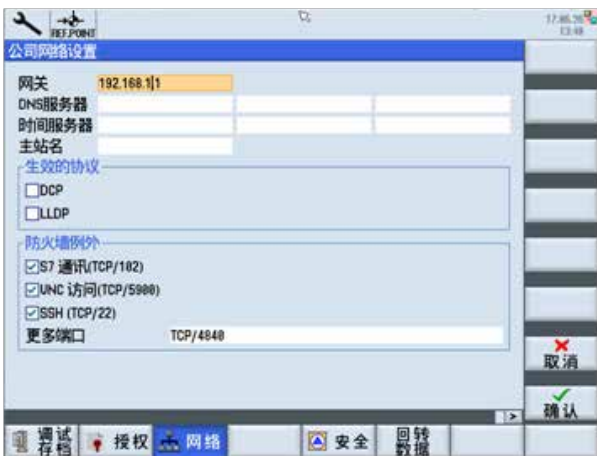 REF.POINT
公司网络设置
网关 192.168.1.1
DNS服务器
时间服务器
主站名
生效的协议
DCP
LLDP
防火墙例外
S7 通讯(TCP/102)
VNC 访问(TCP/5900)
SSH (TCP/22)
更多端口 TCP/4840
取消
确认
调试存档
授权
网络
安全
回转数据